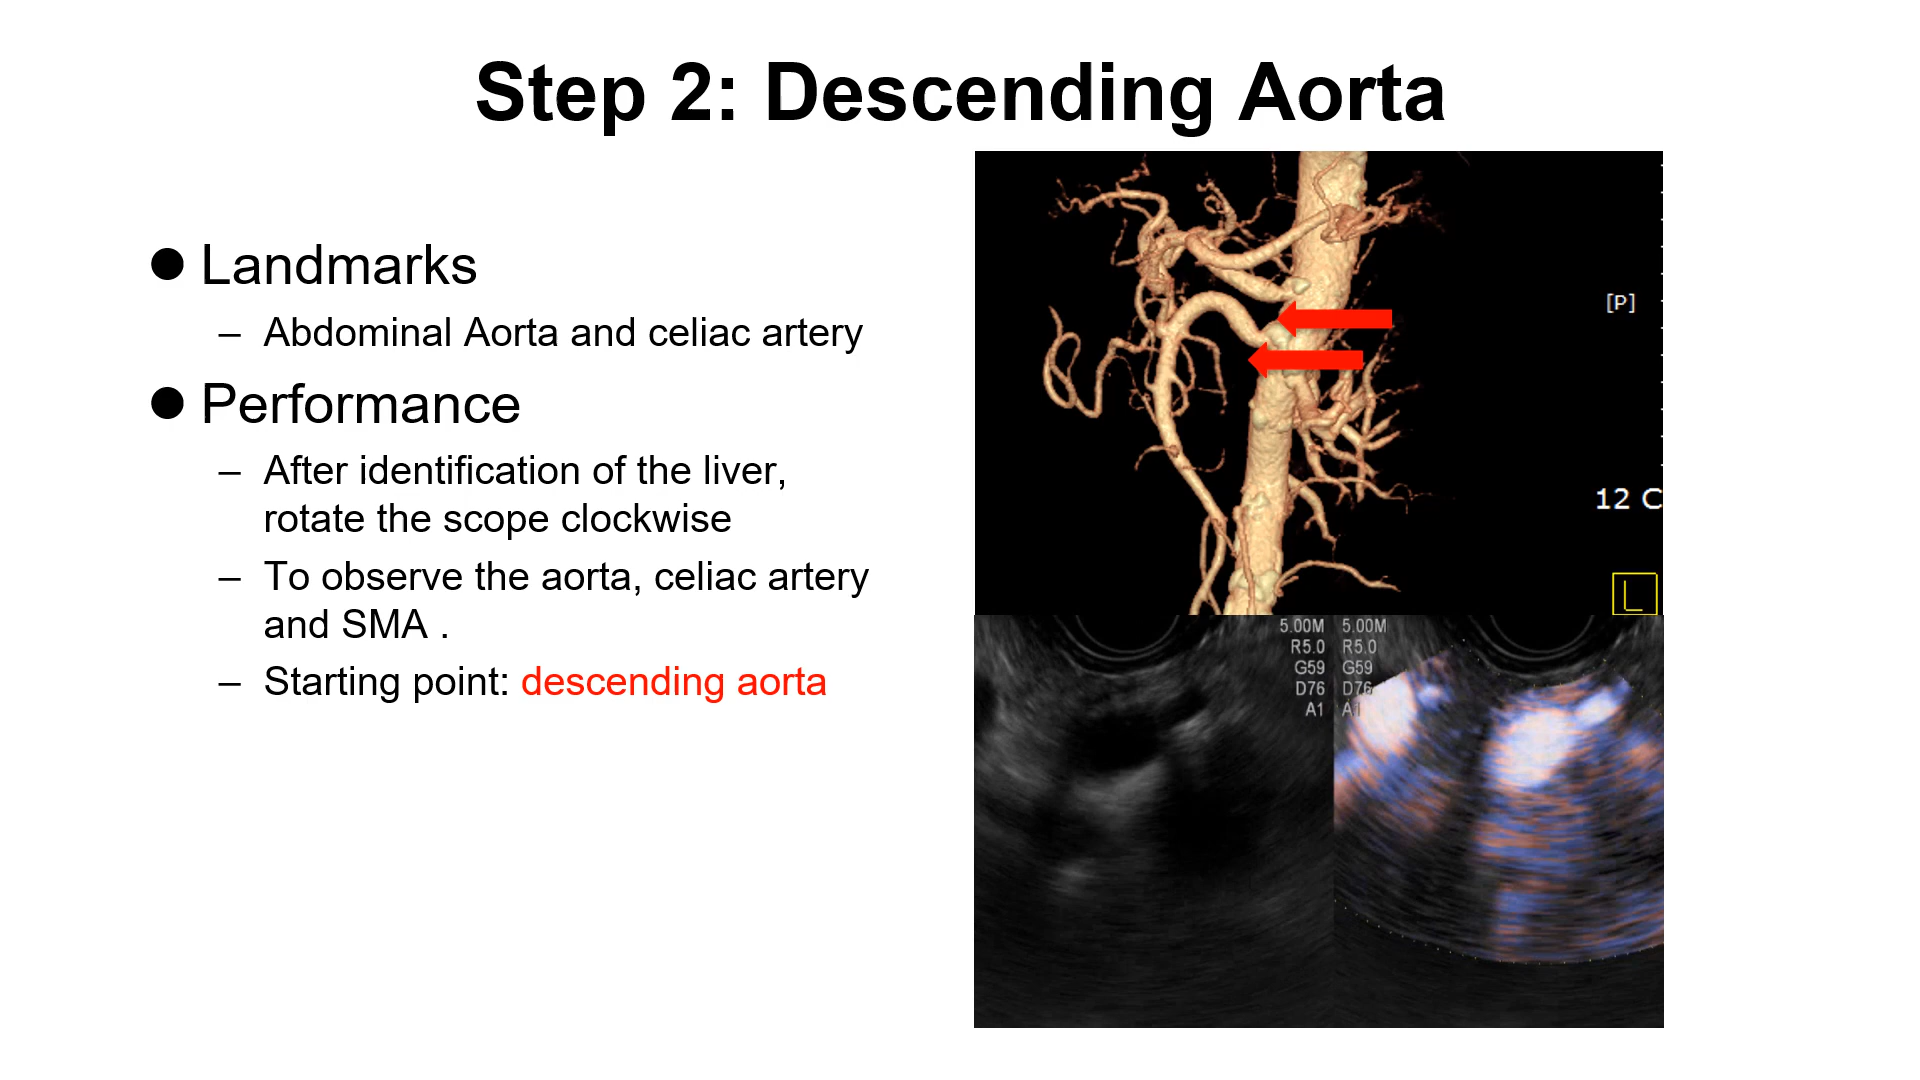 Step 2: Descending Aorta
● Landmarks
– Abdominal Aorta and celiac artery
● Performance
– After identification of the liver,
rotate the scope clockwise
– To observe the aorta, celiac artery
and SMA .
– Starting point: descending aorta
[P]
12 C
L
5.00M 5.00M
R5.0 R5.0
G59 G59
D76 D76
A1 A1